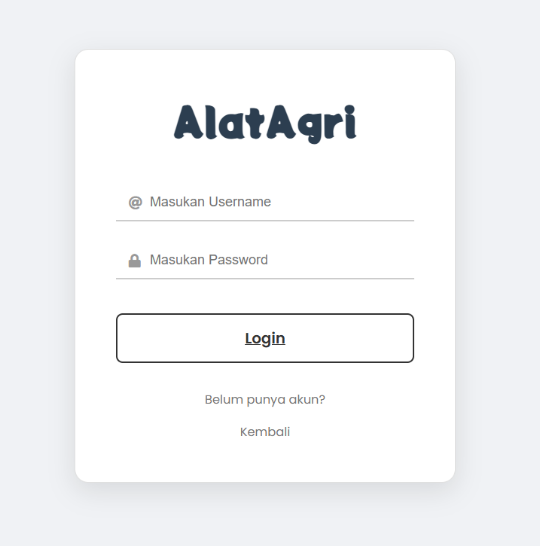 AlatAgri
@ Masukan Username
Masukan Password
Login
Belum punya akun?
Kembali